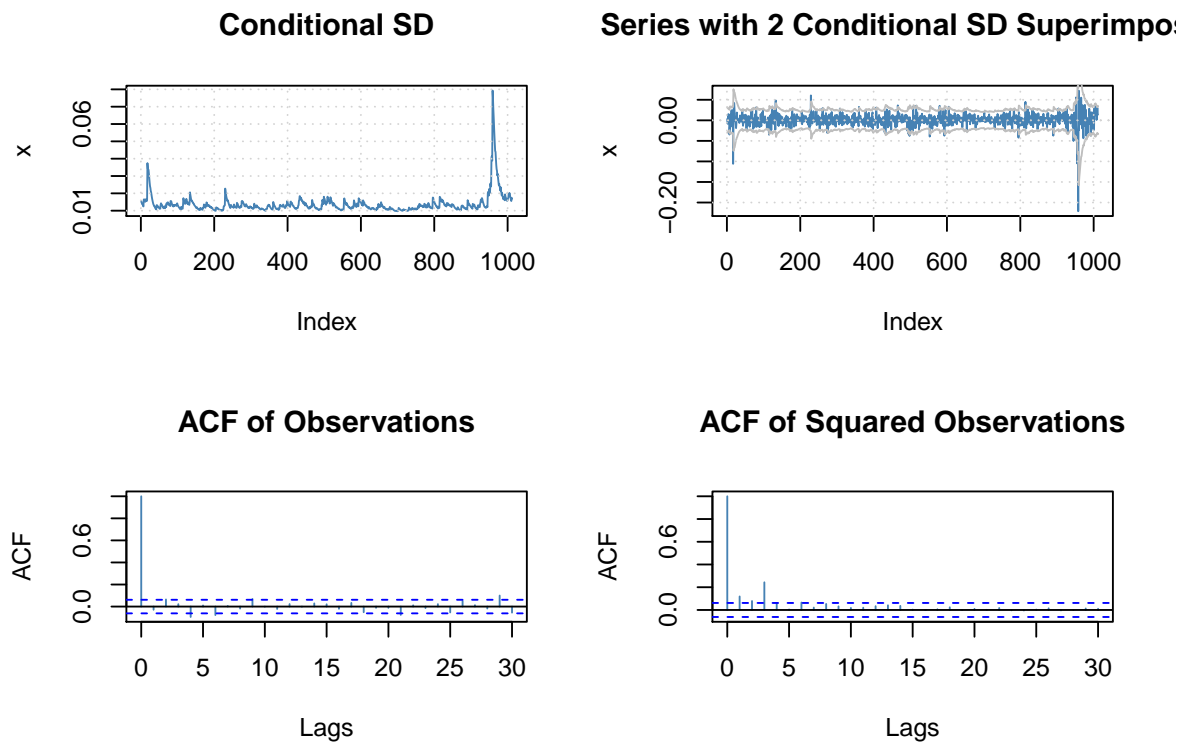 Conditional SD
x
0.06
0.01
0 200 400 600 800 1000
Index
Series with 2 Conditional SD Superimpos
x
0.00
−0.20
0 200 400 600 800 1000
Index
ACF of Observations
ACF
0.6
0.0
0 5 10 15 20 25 30
Lags
ACF of Squared Observations
ACF
0.6
0.0
0 5 10 15 20 25 30
Lags